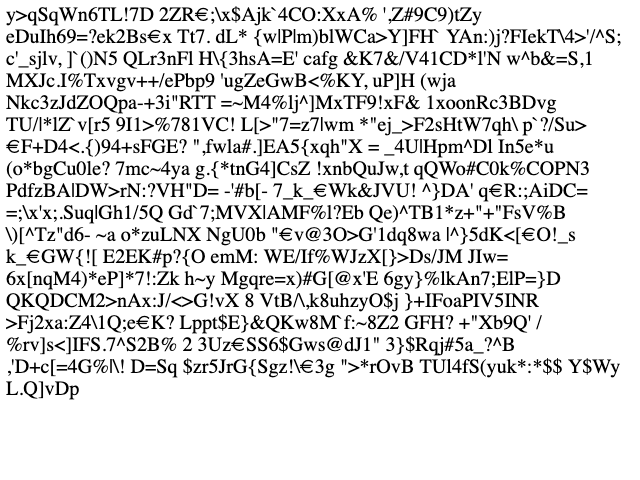 y>qSqWn6TL!7D 2ZR€;\x$Ajk`4CO:XxA% ',Z#9C9)tZy
eDuIh69=?ek2Bs€x Tt7. dL* {wlP|m)blWCa>Y]FH` YAn:)j?FIekT\4>'/^S;
c'_sjlv, ]`()N5 QLr3nFl H\{3hsA=E' cafg &K7&/V41CD*l'N w^b&=S,1
MXJc.I%Txvgv++/ePbp9 'ugZeGwB<%KY, uP]H (wja
Nkc3zJdZOQpa-+3i"RTT =~M4%lj^]MxTF9!xF& 1xoonRc3BDvg
TU/|*lZ`v[r5 9I1>%781VC! L[>"7=z7|wm *"ej_>F2sHtW7qh\ p`?/Su>
€F+D4<.{)94+sFGE? ",fwla#.]EA5{xqh"X = _4U|Hpm^Dl In5e*u
(o*bgCu0le? 7mc~4ya g.{*tnG4]CsZ !xnbQuJw,t qQWo#C0k%COPN3
PdfzBA|DW>rN:?VH"D= -'#b[- 7_k_€Wk&JVU! ^}DA' q€R:;AiDC=
=;\x'x;.Suq|Gh1/5Q Gd`7;MVX|AMF%l?Eb Qe)^TB1*z+"+"FsV%B
\)[^Tz"d6- ~a o*zuLNX NgU0b "€v@3O>G'1dq8wa |^}5dK<[€O!_s
k_€GW{![ E2EK#p?{O emM: WE/If%WJzX[}>Ds/JM JIw=
6x[nqM4)*eP]*7!:Zk h~y Mgqre=x)#G[@x'E 6gy}%lkAn7;ElP=}D
QKQDCM2>nAx:J/<>G!vX 8 VtB/\,k8uhzyO$j }+IFoaPIV5INR
>Fj2xa:Z4\1Q;e€K? Lppt$E}&QKw8M`f:~8Z2 GFH? +"Xb9Q' /
%rv]s<]IFS.7^S2B% 2 3Uz€SS6$Gws@dJ1" 3}$Rqj#5a_?^B
,'D+c[=4G%|\! D=Sq $zr5JrG{Sgz!\€3g ">*rOvB TUl4fS(yuk*:*$$ Y$Wy
L.Q]vDp